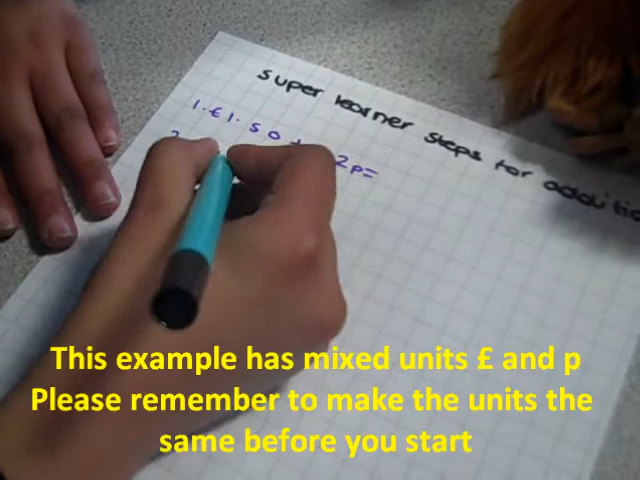 Super learner steps for additio
1. £1.50 + 2p=
2
This example has mixed units £ and p
Please remember to make the units the
same before you start